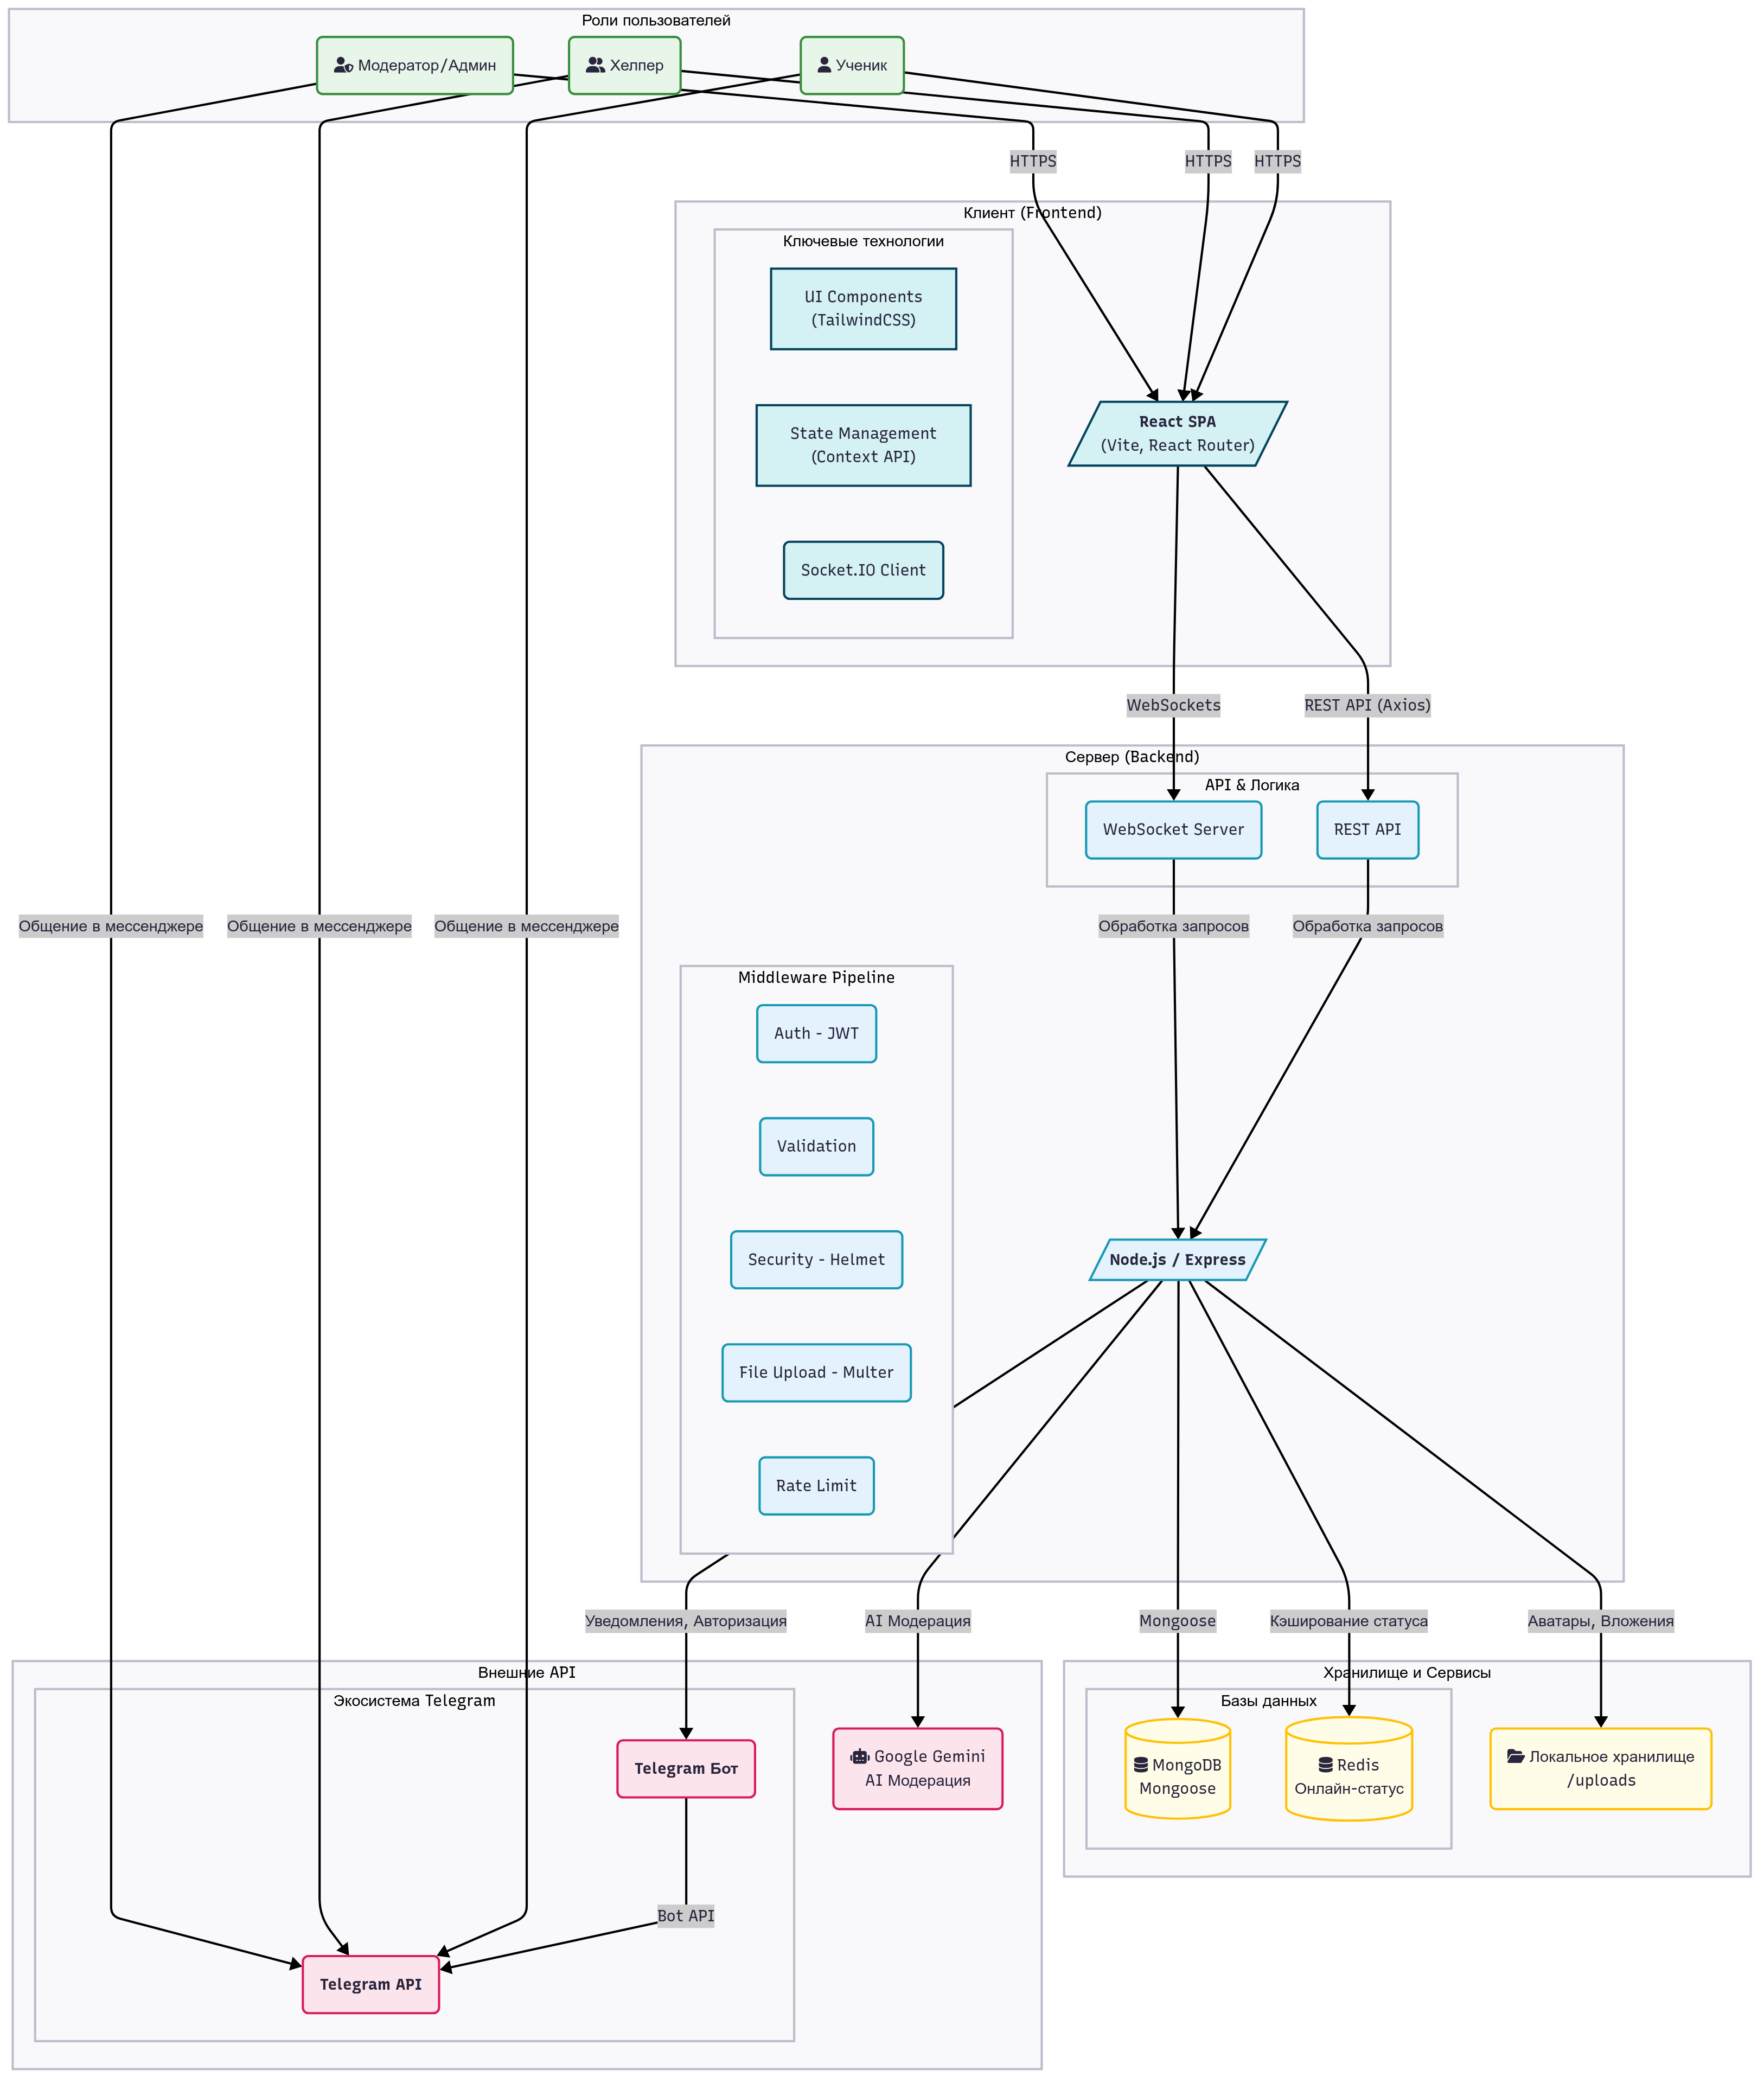 Роли пользователей
Модератор/Админ
Хелпер
Ученик
HTTPS
HTTPS
HTTPS
Клиент (Frontend)
Ключевые технологии
UI Components
(TailwindCSS)
State Management
(Context API)
Socket.IO Client
React SPA
(Vite, React Router)
WebSockets
REST API (Axios)
Сервер (Backend)
API & Логика
WebSocket Server
REST API
Общение в мессенджере
Общение в мессенджере
Общение в мессенджере
Обработка запросов
Обработка запросов
Middleware Pipeline
Auth - JWT
Validation
Security - Helmet
File Upload - Multer
Rate Limit
Node.js / Express
Уведомления, Авторизация
AI Модерация
Mongoose
Кэширование статуса
Аватары, Вложения
Внешние API
Экосистема Telegram
Telegram Бот
Google Gemini
AI Модерация
Bot API
Telegram API
Хранилище и Сервисы
Базы данных
MongoDB
Mongoose
Redis
Онлайн-статус
Локальное хранилище
/uploads